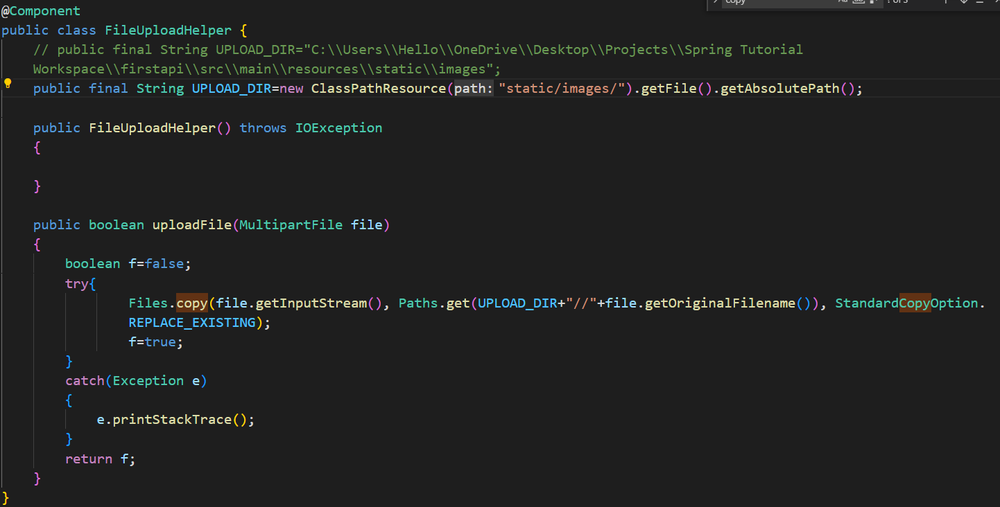 copy
@Component
public class FileUploadHelper {
// public final String UPLOAD_DIR="C:\\Users\\Hello\\OneDrive\\Desktop\\Projects\\Spring Tutorial
Workspace\\firstapi\\src\\main\\resources\\static\\images";
public final String UPLOAD_DIR=new ClassPathResource(path: "static/images/").getFile().getAbsolutePath();
public FileUploadHelper() throws IOException
{
}
public boolean uploadFile(MultipartFile file)
{
boolean f=false;
try{
Files.copy(file.getInputStream(), Paths.get(UPLOAD_DIR+"//"+file.getOriginalFilename()), StandardCopyOption.
REPLACE_EXISTING);
f=true;
}
catch(Exception e)
{
e.printStackTrace();
}
return f;
}
}